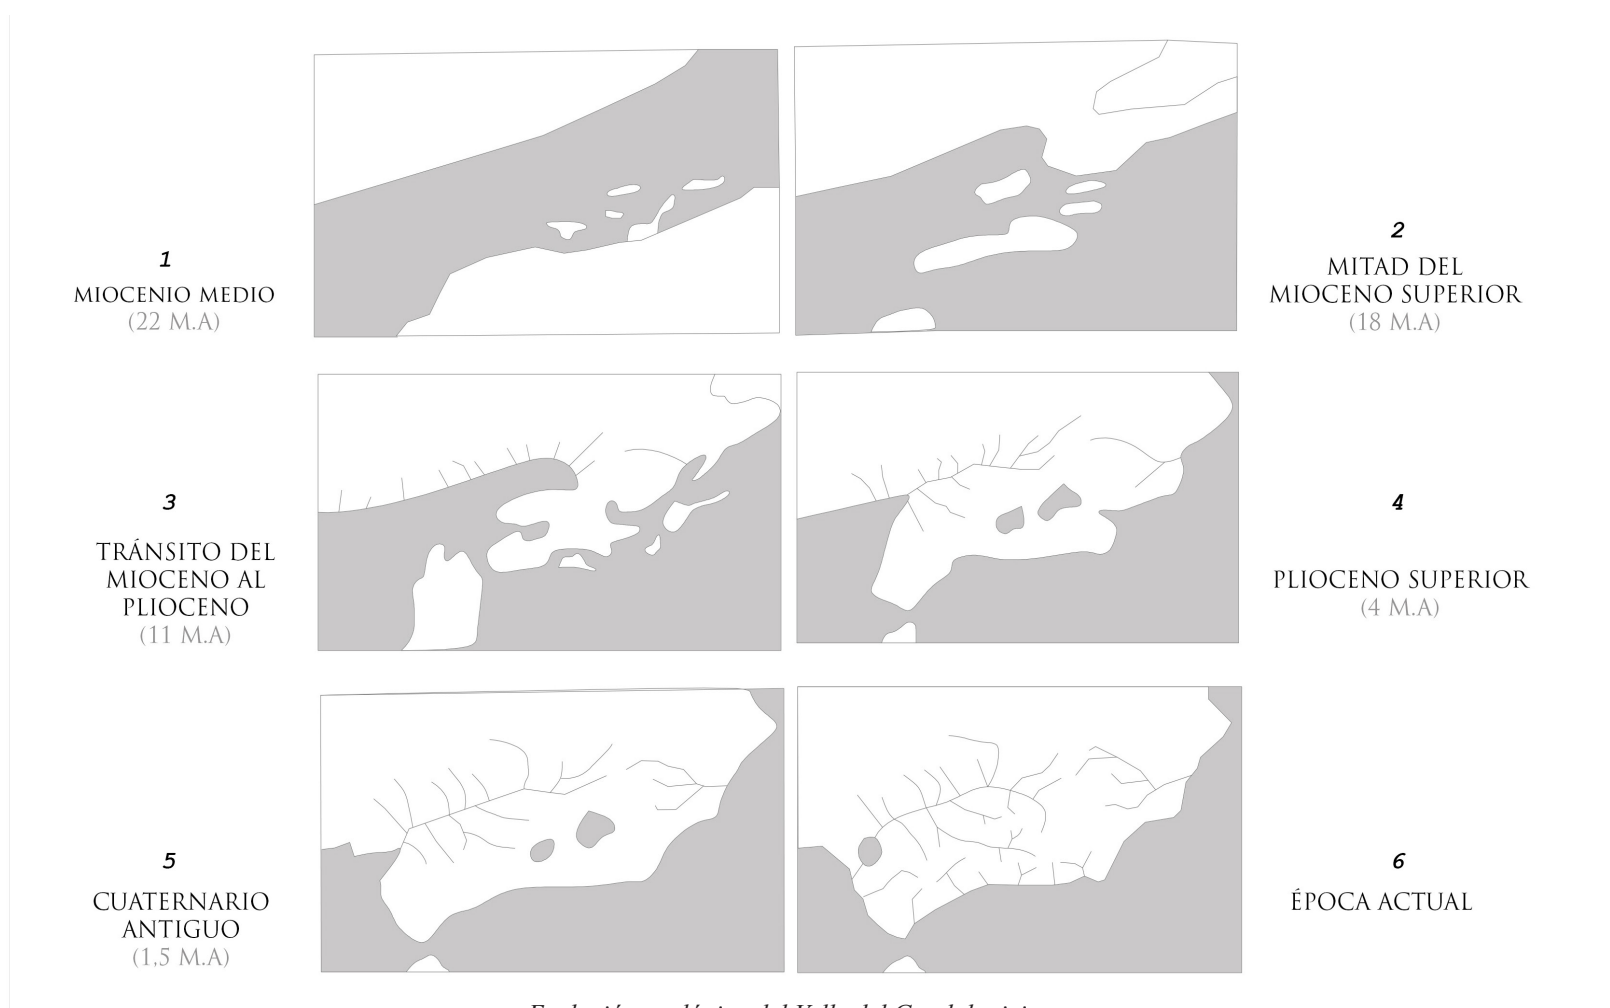 1
MIOCENIO MEDIO
(22 M.A)
2
MITAD DEL
MIOCENO SUPERIOR
(18 M.A)
3
TRÁNSITO DEL
MIOCENO AL
PLIOCENO
(11 M.A)
4
PLIOCENO SUPERIOR
(4 M.A)
5
CUATERNARIO
ANTIGUO
(1,5 M.A)
6
ÉPOCA ACTUAL